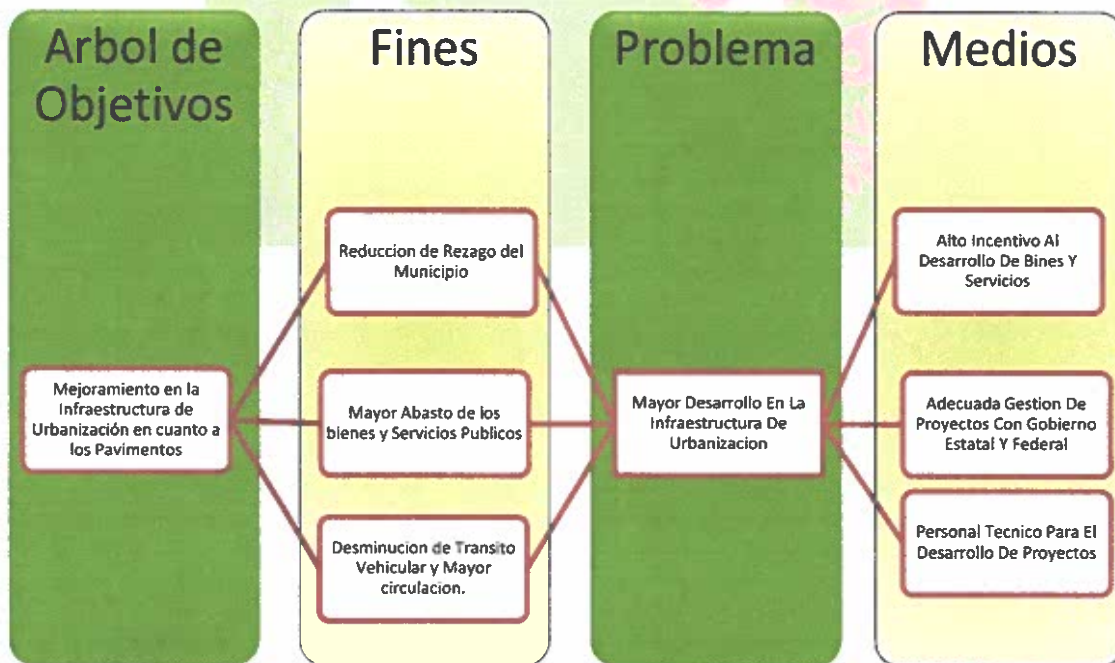 Arbol de
Objetivos
Fines
Problema
Medios
Mejoramiento en la
Infraestructura de
Urbanización en cuanto a
los Pavimentos
Reduccion de Rezago del
Municipio
Mayor Abasto de los
bienes y Servicios Publicos
Desminucion de Transito
Vehicular y Mayor
circulacion.
Mayor Desarrollo En La
Infraestructura De
Urbanizacion
Alto Incentivo Al
Desarrollo De Bines Y
Servicios
Adecuada Gestion De
Proyectos Con Gobierno
Estatal Y Federal
Personal Tecnico Para El
Desarrollo De Proyectos